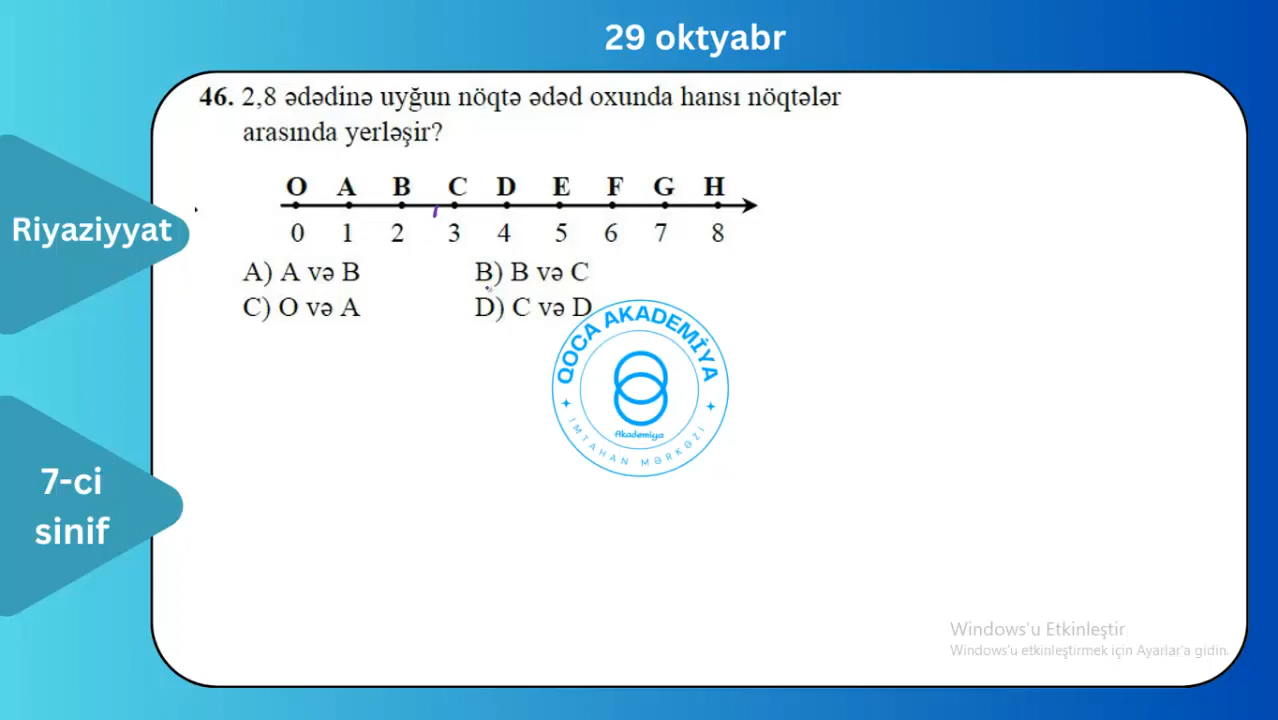 29 oktyabr
46. 2,8 ədədinə uyğun nöqtə ədəd oxunda hansı nöqtələr
arasında yerləşir?
O A B C D E F G H
0 1 2 3 4 5 6 7 8
A) A və B B) B və C
C) O və A D) C və D
Riyaziyyat
7-ci
sinif
QOCA AKADEMİYA
Akademiya
İMTAHAN MƏRKƏZİ
Windows'u Etkinleştir
Windows'u etkinleştirmek için Ayarlar'a gidin.